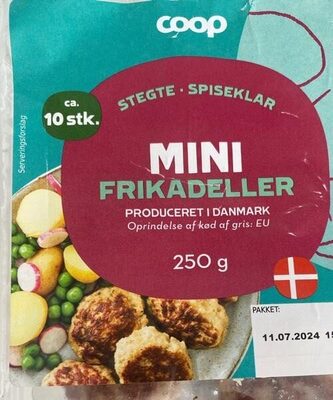 coop
ca.
10 stk.
Serveringsforslag
STEGTE · SPISEKLAR
MINI
FRIKADELLER
PRODUCERET I DANMARK
Oprindelse af kød af gris: EU
250 g
PAKKET:
11.07.2024